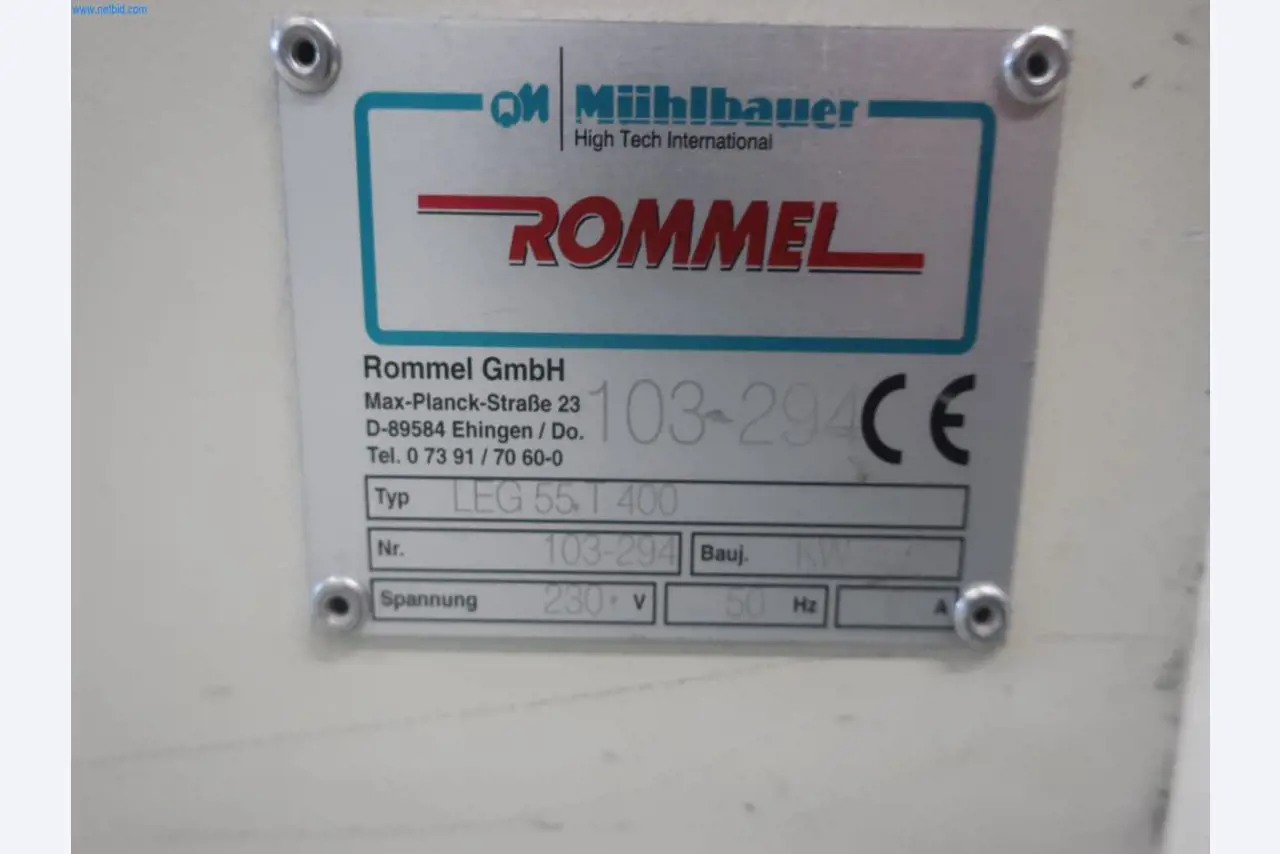 www.netbid.com
Mühlbauer
High Tech International
ROMMEL
Rommel GmbH
Max-Planck-Straße 23
D-89584 Ehingen / Do.
Tel. 0 73 91 / 70 60-0
103-294
CE
Typ LEG 55.T 400
Nr. 103-294 Bauj. KW
Spannung 230 V 50 Hz A